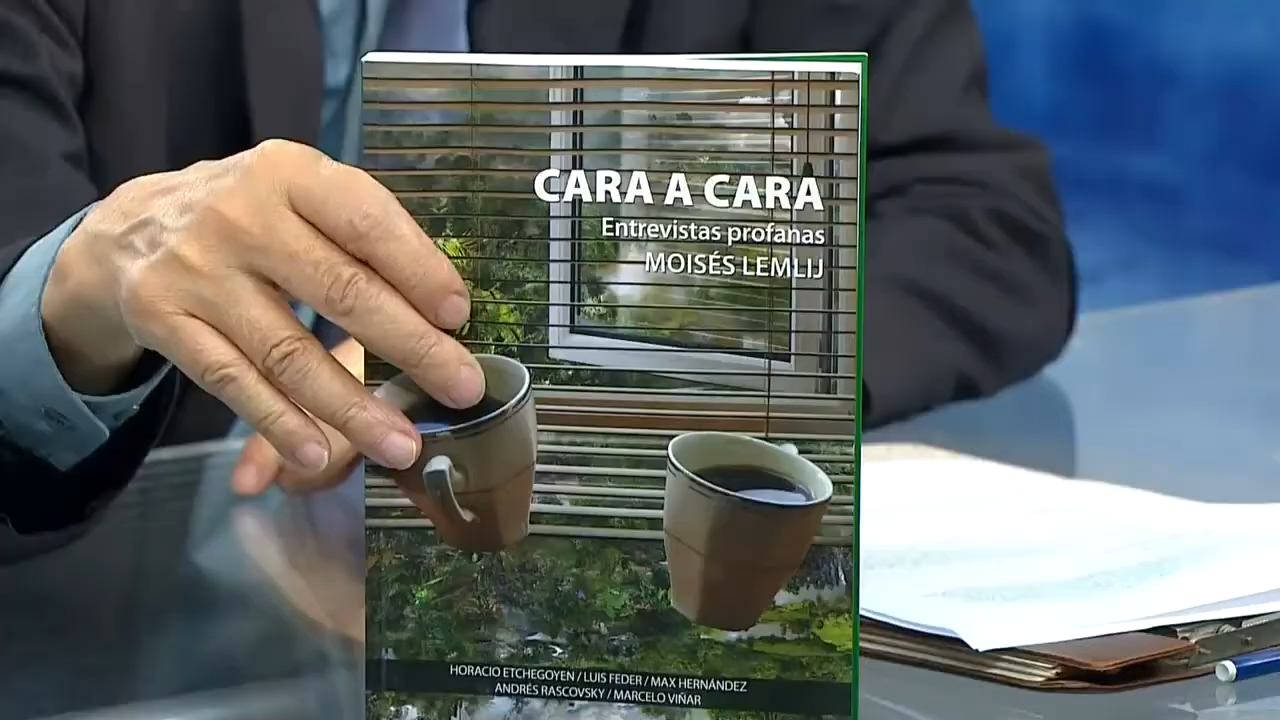 CARA A CARA
Entrevistas profanas
MOISÉS LEMLIJ
HORACIO ETCHEGOYEN / LUIS FEDER / MAX HERNÁNDEZ
ANDRÉS RASCOVSKY / MARCELO VIÑAR